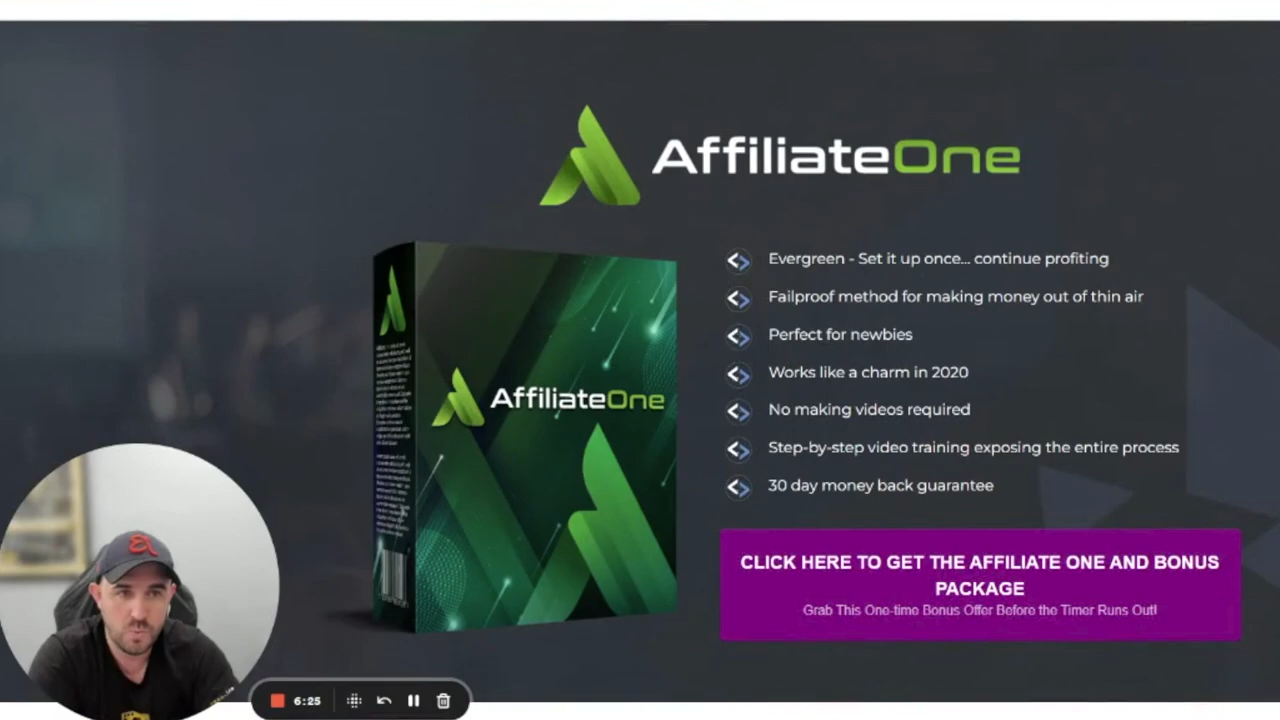 AffiliateOne
Evergreen - Set it up once... continue profiting
Failproof method for making money out of thin air
Perfect for newbies
Works like a charm in 2020
No making videos required
Step-by-step video training exposing the entire process
30 day money back guarantee
AffiliateOne
CLICK HERE TO GET THE AFFILIATE ONE AND BONUS
PACKAGE
Grab This One-time Bonus Offer Before the Timer Runs Out!
6:25